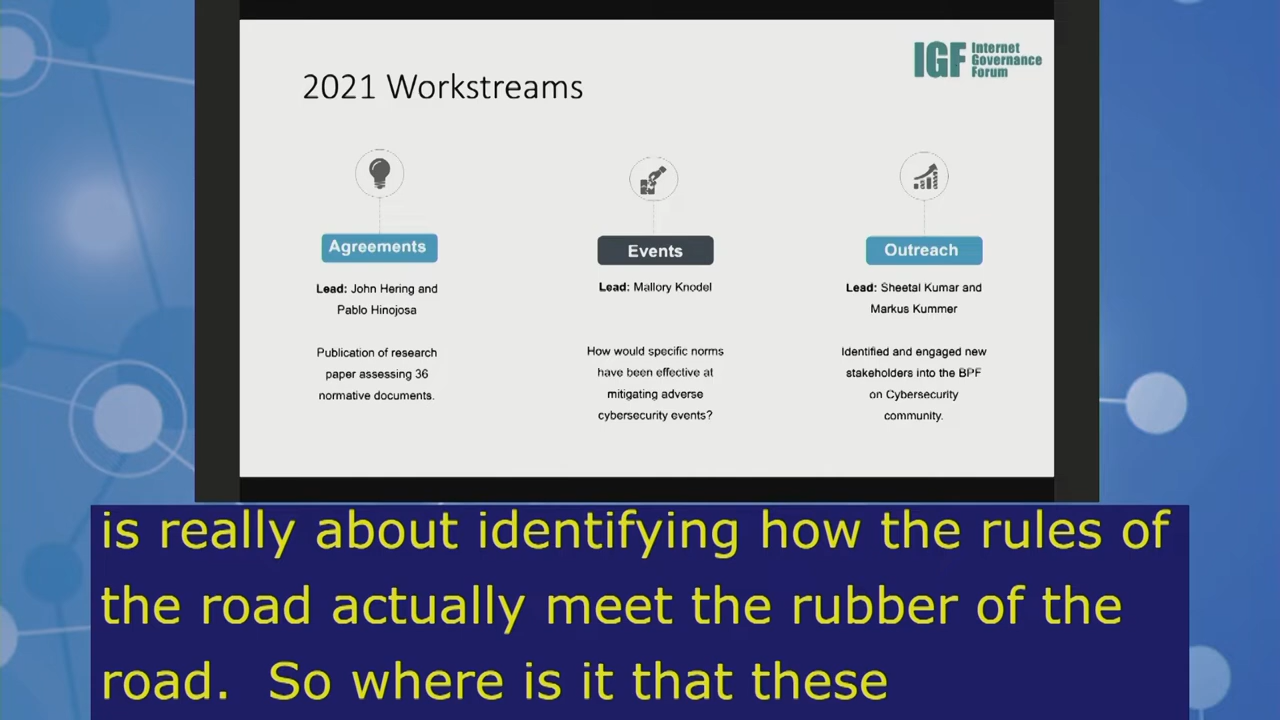 IGF Internet
Governance
Forum
2021 Workstreams
Agreements
Lead: John Hering and
Pablo Hinojosa
Publication of research
paper assessing 36
normative documents.
Events
Lead: Mallory Knodel
How would specific norms
have been effective at
mitigating adverse
cybersecurity events?
Outreach
Lead: Sheetal Kumar and
Markus Kummer
Identified and engaged new
stakeholders into the BPF
on Cybersecurity
community.
is really about identifying how the rules of
the road actually meet the rubber of the
road.  So where is it that these